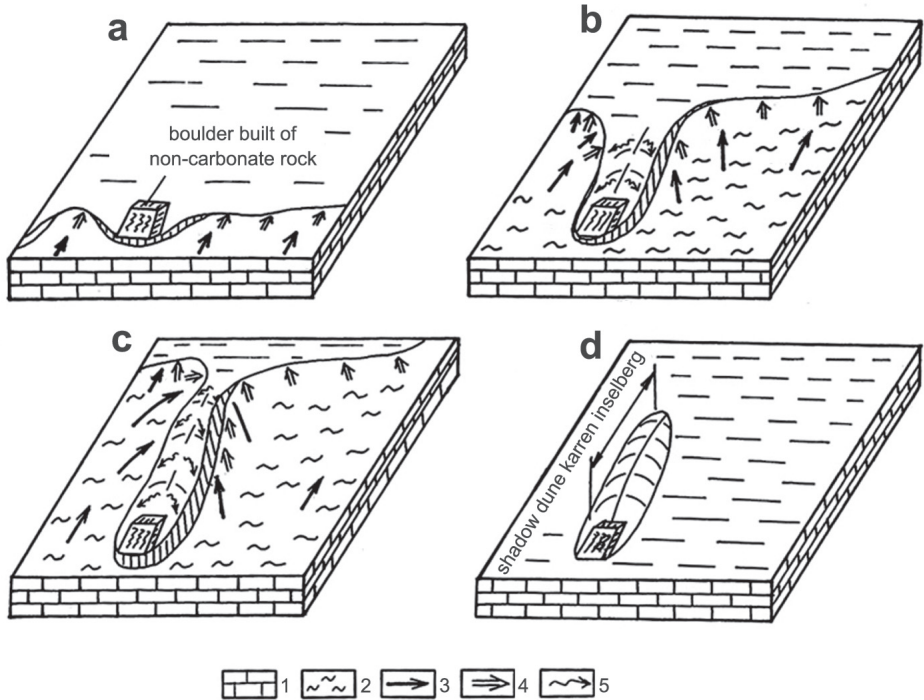 a
boulder built of
non-carbonate rock
b
c
d
shadow dune karren inselberg
1 2 3 4 5